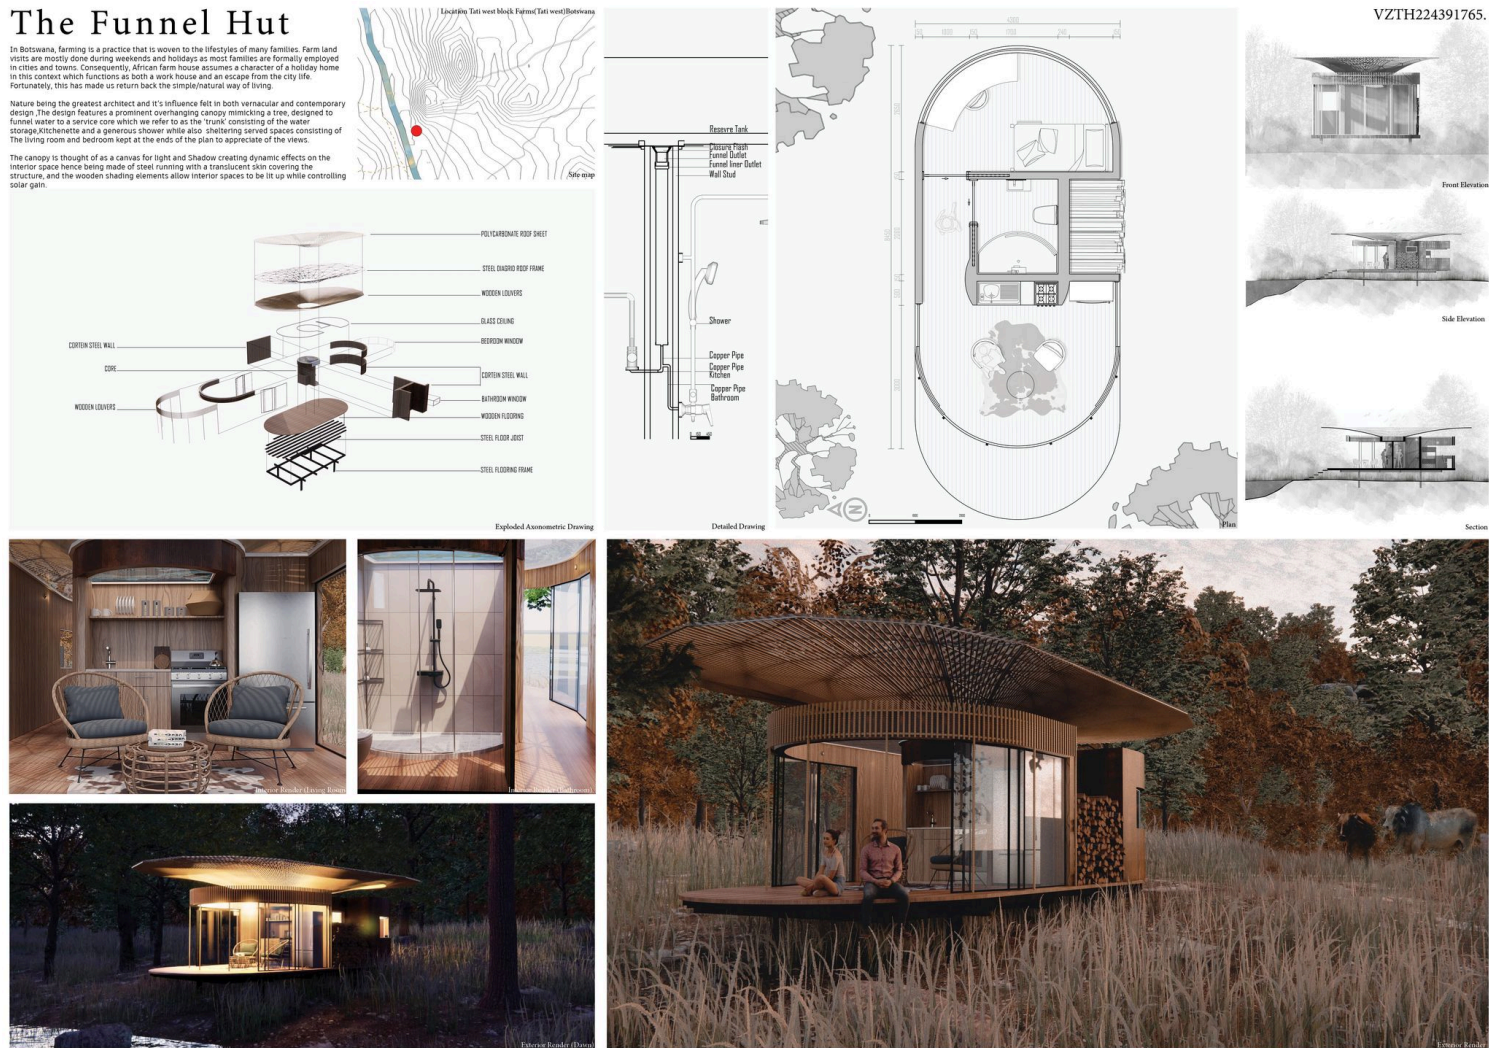 The Funnel Hut
In Botswana, farming is a practice that is woven to the lifestyles of many families. Farm land
visits are mostly done during weekends and holidays as most families are formally employed
in cities and towns. Consequently, African farm house assumes a character of a holiday home
in this context which functions as both a work house and an escape from the city life.
Fortunately, this has made us return back the simple/natural way of living.
Nature being the greatest architect and it's influence felt in both vernacular and contemporary
design ,The design features a prominent overhanging canopy mimicking a tree, designed to
funnel water to a service core which we refer to as the 'trunk' consisting of the water
storage,Kitchenette and a generous shower while also sheltering served spaces consisting of
The living room and bedroom kept at the ends of the plan to appreciate of the views.
The canopy is thought of as a canvas for light and Shadow creating dynamic effects on the
interior space hence being made of steel running with a translucent skin covering the
structure, and the wooden shading elements allow interior spaces to be lit up while controlling
solar gain.
Location Tati west block Farms(Tati west)Botswana
Site map
POLYCARBONATE ROOF SHEET
STEEL DIAGRID ROOF FRAME
WOODEN LOUVERS
GLASS CEILING
BEDROOM WINDOW
CORTEIN STEEL WALL
CORE
CORTEIN STEEL WALL
BATHROOM WINDOW
WOODEN LOUVERS
WOODEN FLOORING
STEEL FLOOR JOIST
STEEL FLOORING FRAME
Exploded Axonometric Drawing
Resevre Tank
Closure Flash
Funnel Outlet
Funnel liner Outlet
Wall Stud
Shower
Copper Pipe
Copper Pipe
Kitchen
Copper Pipe
Bathroom
Detailed Drawing
N
Plan
VZTH224391765.
Front Elevation
Side Elevation
Section
Interior Render (Living Room)
Interior Render (Bathroom)
Exterior Render (Dawn)
Exterior Render